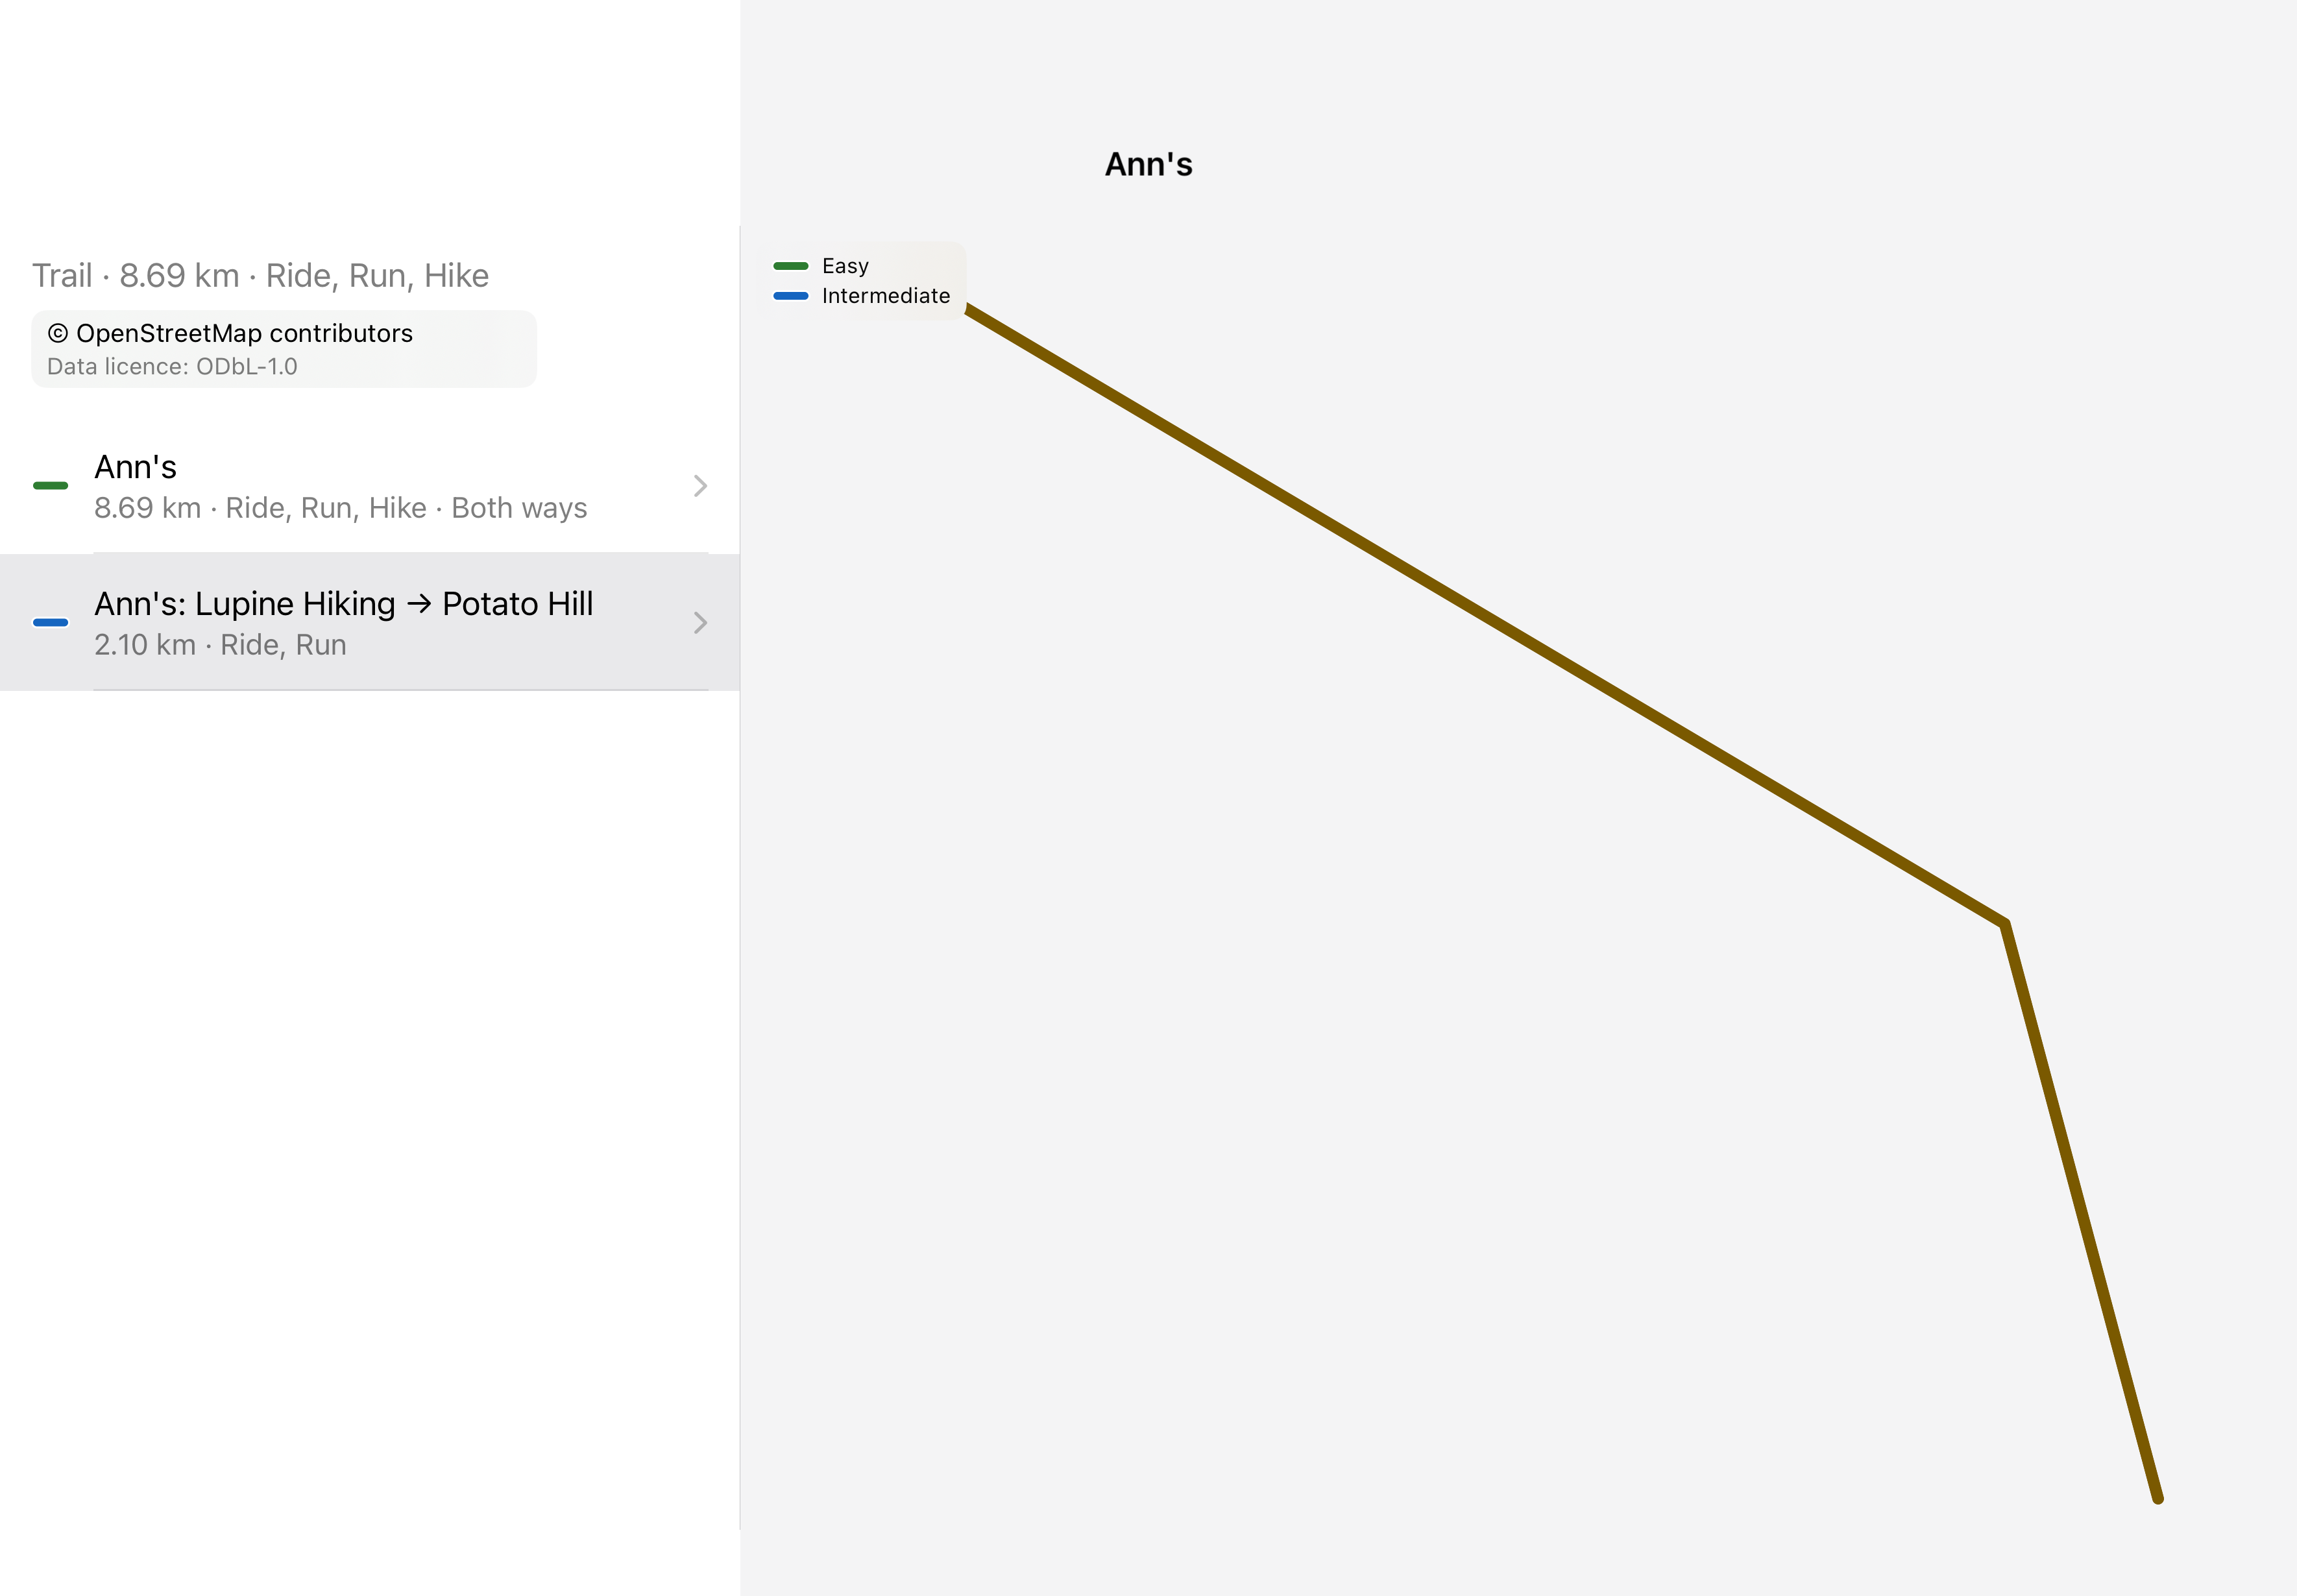 Ann's
Trail · 8.69 km · Ride, Run, Hike
© OpenStreetMap contributors
Data licence: ODbL-1.0
Ann's
8.69 km · Ride, Run, Hike · Both ways
Ann's: Lupine Hiking → Potato Hill
2.10 km · Ride, Run
Easy
Intermediate